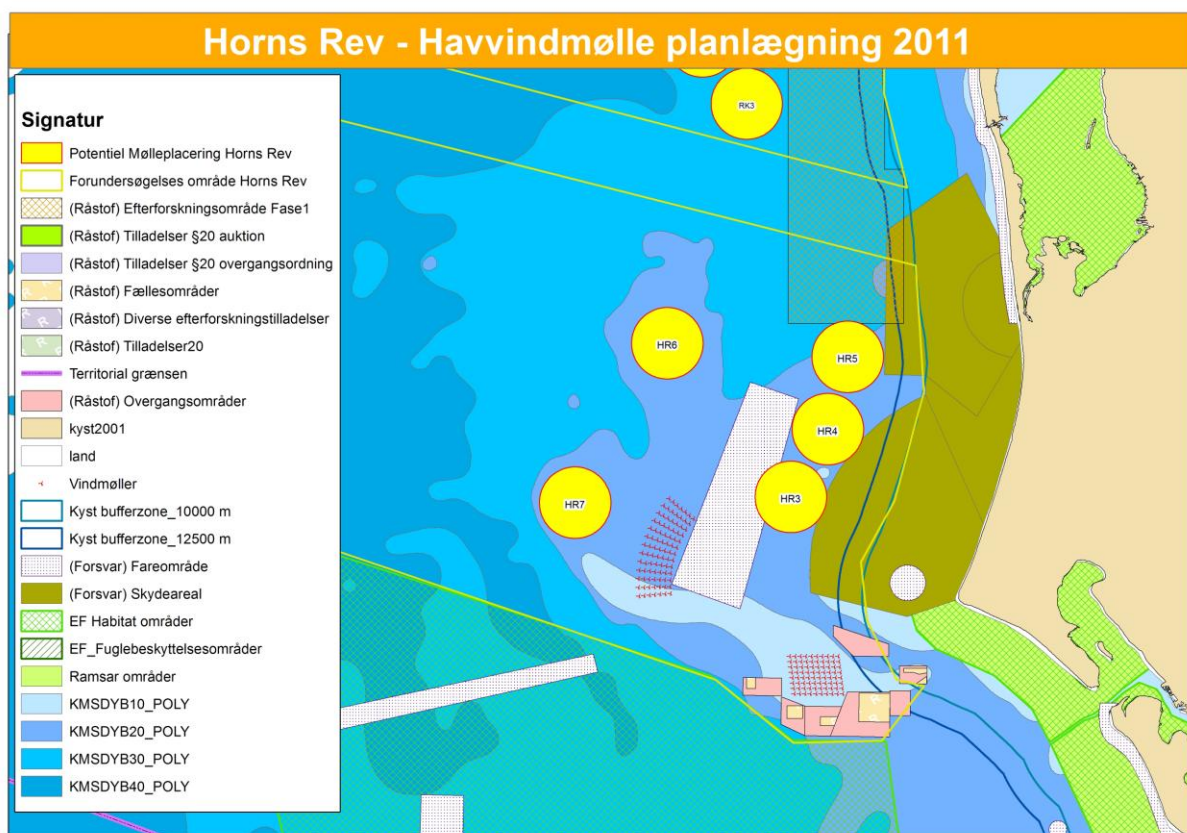 Horns Rev - Havvindmølle planlægning 2011
Signatur
Potentiel Mølleplacering Horns Rev
Forundersøgelses område Horns Rev
(Råstof) Efterforskningsområde Fase1
(Råstof) Tilladelser §20 auktion
(Råstof) Tilladelser §20 overgangsordning
(Råstof) Fællesområder
(Råstof) Diverse efterforskningstilladelser
(Råstof) Tilladelser20
Territorial grænsen
(Råstof) Overgangsområder
kyst2001
land
Vindmøller
Kyst bufferzone_10000 m
Kyst bufferzone_12500 m
(Forsvar) Fareområde
(Forsvar) Skydeareal
EF Habitat områder
EF_Fuglebeskyttelsesområder
Ramsar områder
KMSDYB10_POLY
KMSDYB20_POLY
KMSDYB30_POLY
KMSDYB40_POLY
RK3
HR6
HR5
HR4
HR3
HR7